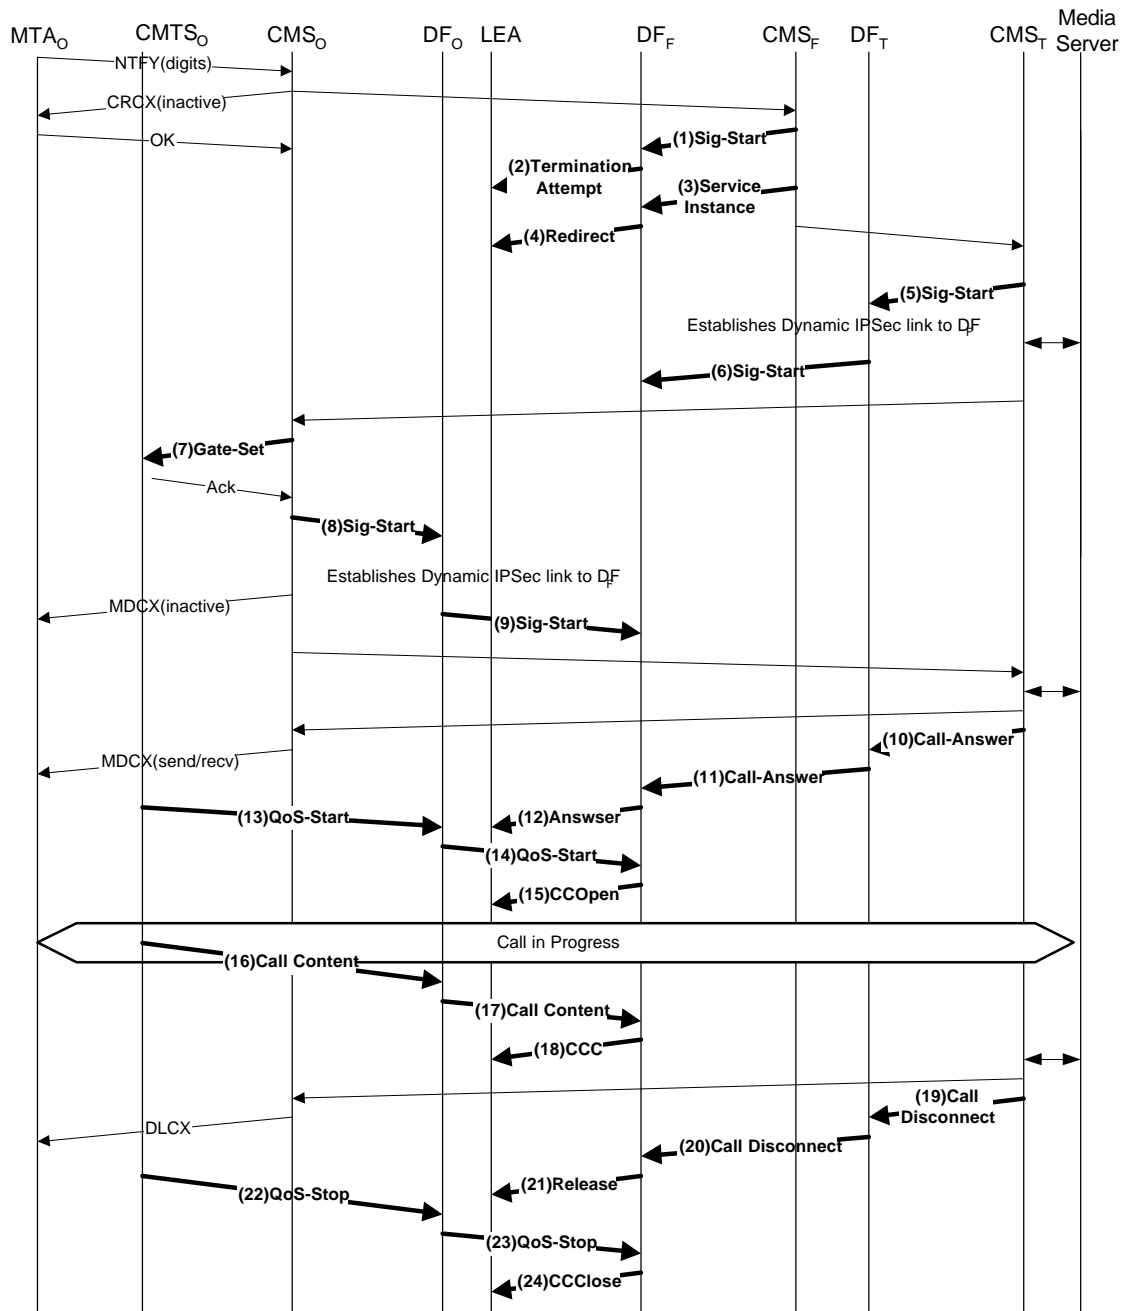 Media
MTAO CMTSO CMSO DFO LEA DFF CMSF DFT CMST Server
NTFY(digits)
CRCX(inactive)
OK
(1)Sig-Start
(2)Termination
Attempt
(3)Service
Instance
(4)Redirect
(5)Sig-Start
Establishes Dynamic IPSec link to DFF
(6)Sig-Start
(7)Gate-Set
Ack
(8)Sig-Start
Establishes Dynamic IPSec link to DFF
MDCX(inactive)
(9)Sig-Start
(10)Call-Answer
MDCX(send/recv)
(11)Call-Answer
(12)Answser
(13)QoS-Start
(14)QoS-Start
(15)CCOpen
Call in Progress
(16)Call Content
(17)Call Content
(18)CCC
(19)Call
Disconnect
DLCX
(20)Call Disconnect
(21)Release
(22)QoS-Stop
(23)QoS-Stop
(24)CCClose